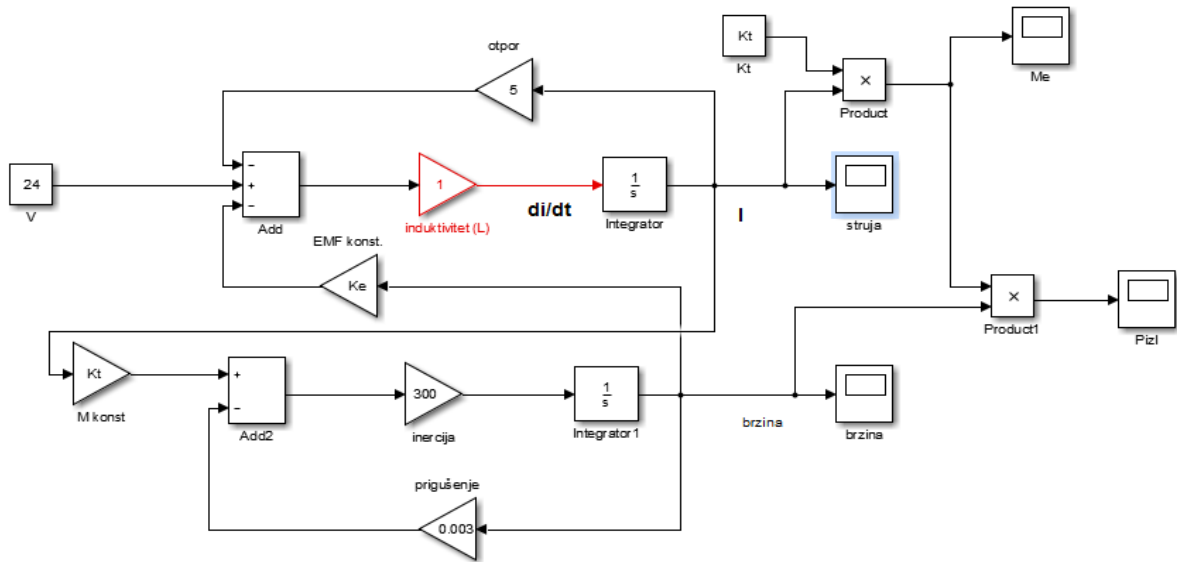 otpor
5
Kt
Kt
×
Product
Me
24
V
−
+
−
Add
1
induktivitet (L)
di/dt
1
s
Integrator
I
struja
EMF konst.
Ke
×
Product1
Pizl
Kt
M konst
+
−
Add2
300
inercija
1
s
Integrator1
brzina
brzina
prigušenje
0.003